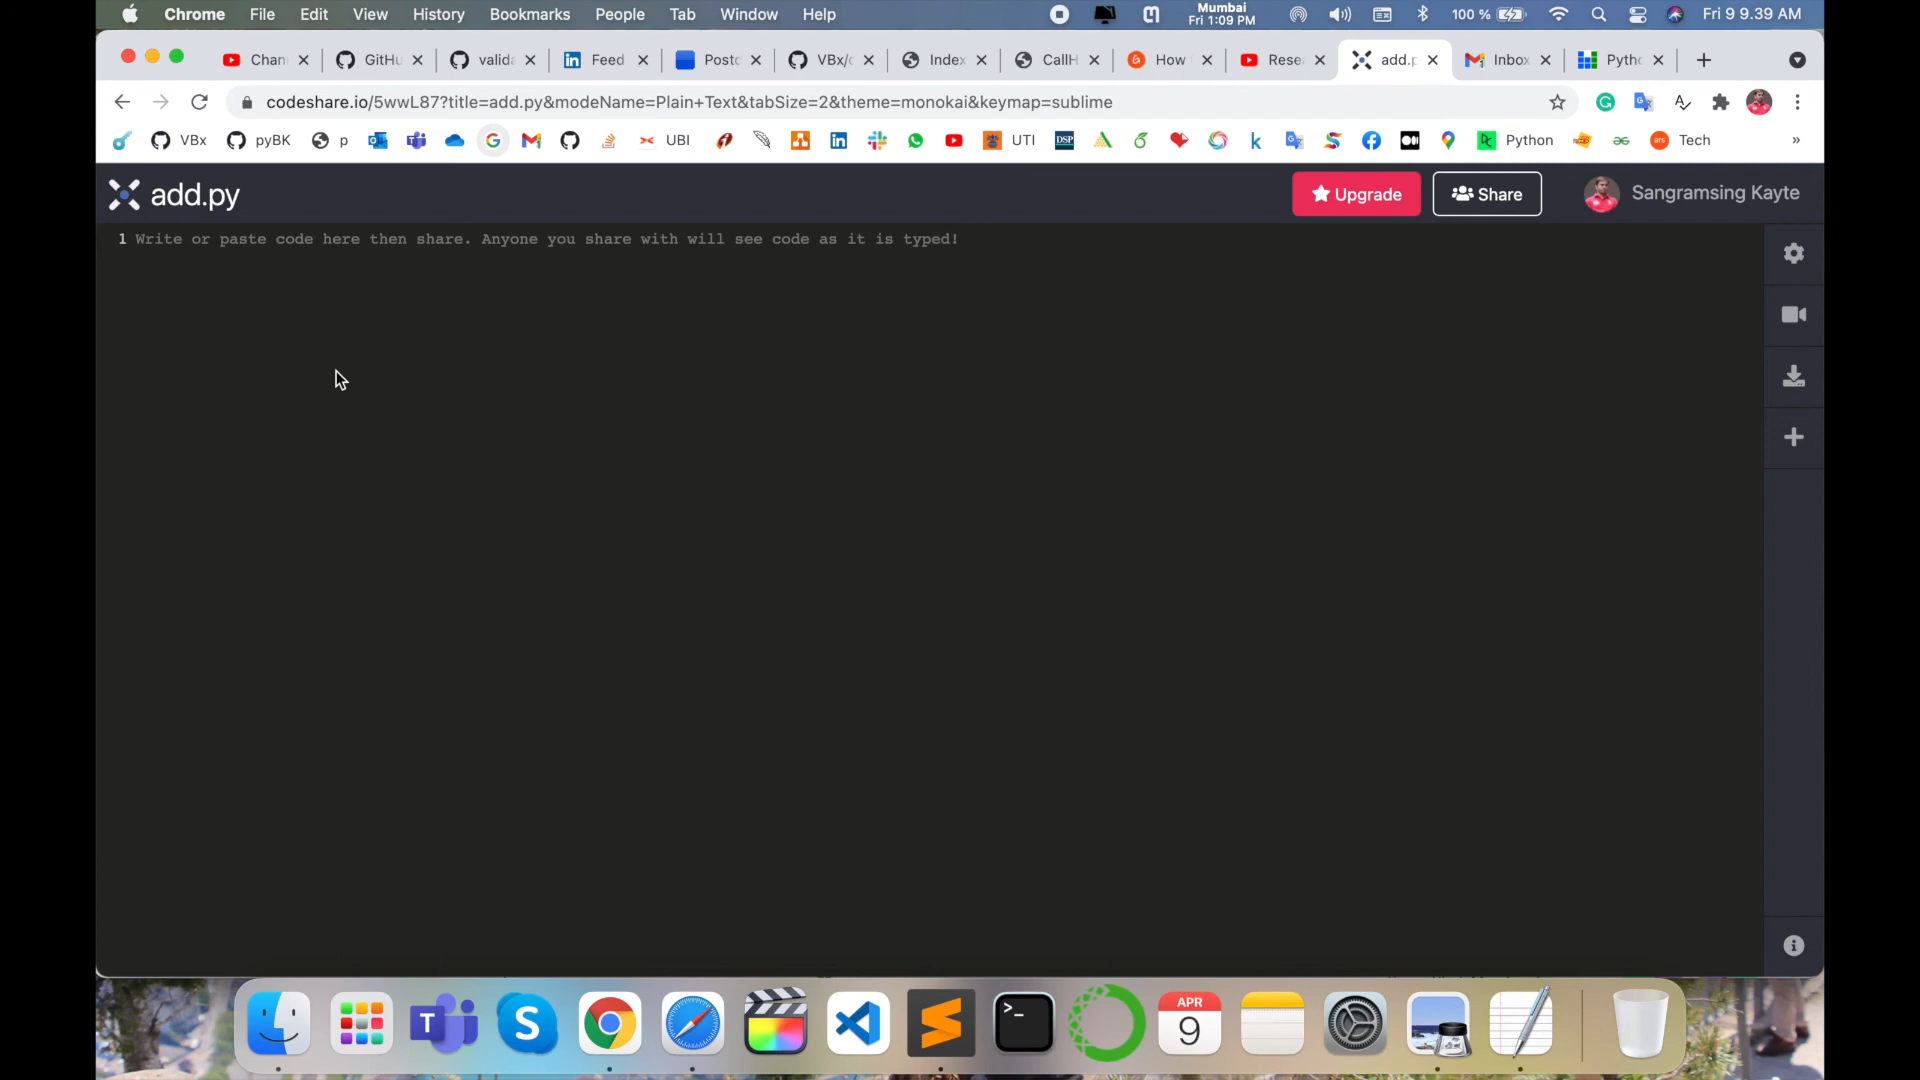 Chrome File Edit View History Bookmarks People Tab Window Help
Mumbai
Fri 1:09 PM
100 %
Fri 9 9.39 AM
Chan
GitHu
valida
Feed
Postc
VBx/c
Index
CallH
How
Rese
add.p
Inbox
Pytho
codeshare.io/5wwL87?title=add.py&modeName=Plain+Text&tabSize=2&theme=monokai&keymap=sublime
VBx
pyBK
p
UBI
UTI
DSP
Python
ars
Tech
add.py
Upgrade
Share
Sangramsing Kayte
1 Write or paste code here then share. Anyone you share with will see code as it is typed!
APR
9